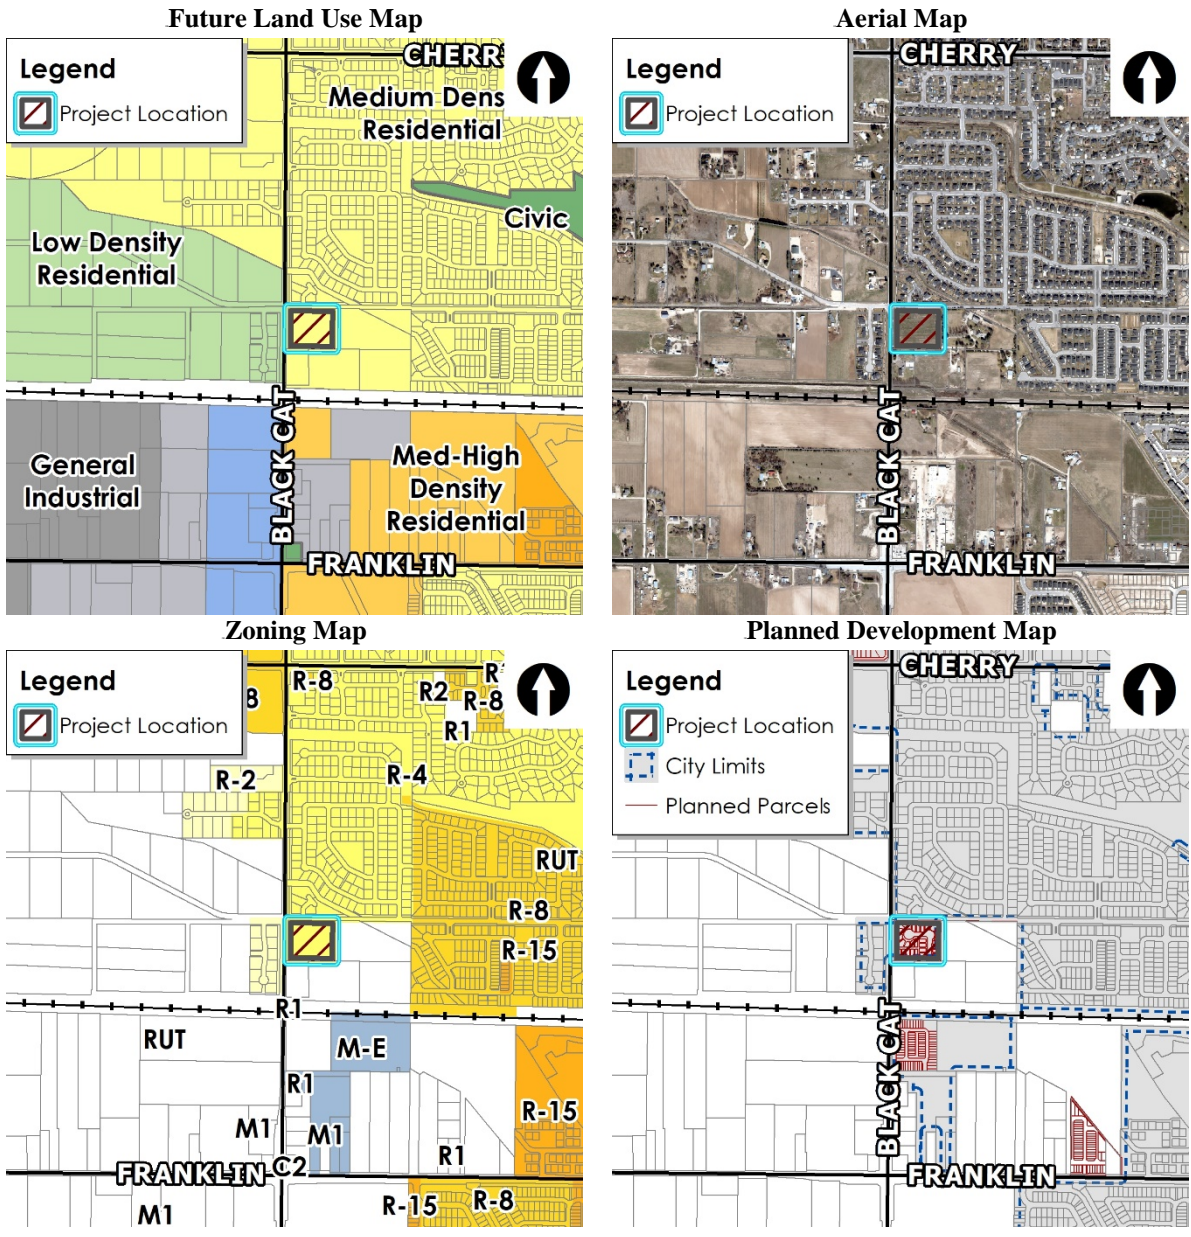 Future Land Use Map
Legend
Project Location
CHERR
Medium Dens
Residential
Civic
Low Density
Residential
BLACK CAT
General
Industrial
Med-High
Density
Residential
FRANKLIN
Aerial Map
Legend
Project Location
CHERRY
BLACK CAT
FRANKLIN
Zoning Map
Legend
Project Location
8
R-8
R2
R-8
R1
R-4
R-2
RUT
R-8
R-15
R1
RUT
M-E
R1
M1
M1
R-15
R1
C2
FRANKLIN
R-15
R-8
M1
Planned Development Map
Legend
Project Location
City Limits
Planned Parcels
CHERRY
BLACK CAT
FRANKLIN